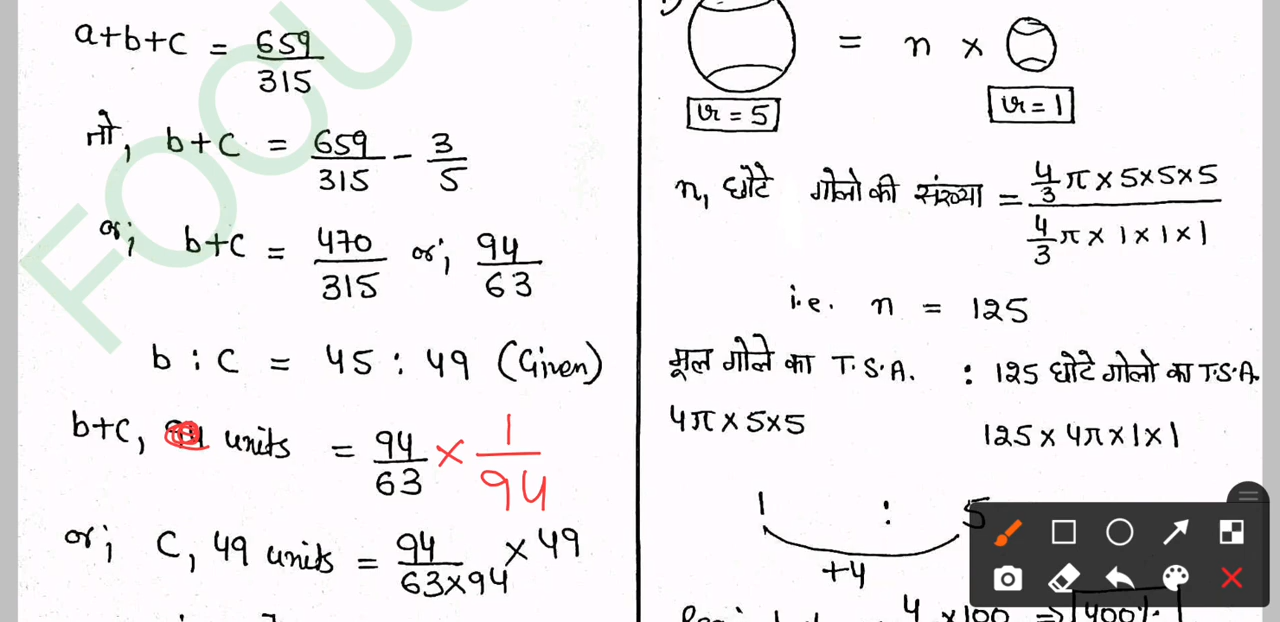 FOCUS
a+b+c = 659/315
तो, b+c = 659/315 - 3/5
or; b+c = 470/315 or; 94/63
b : c = 45 : 49 (Given)
b+c, units = 94/63 × 1/94
or; c, 49 units = 94/63×94 × 49
= n ×
r = 5 r = 1
n, छोटे गोलो की संख्या = 4/3 π × 5×5×5 / 4/3 π × 1 × 1 × 1
i.e. n = 125
मूल गोले का T.S.A. : 125 छोटे गोलो का T.S.A.
4π × 5×5 125 × 4π × 1 × 1
1 : 5
+4
4 ×100 ⇒ 400%